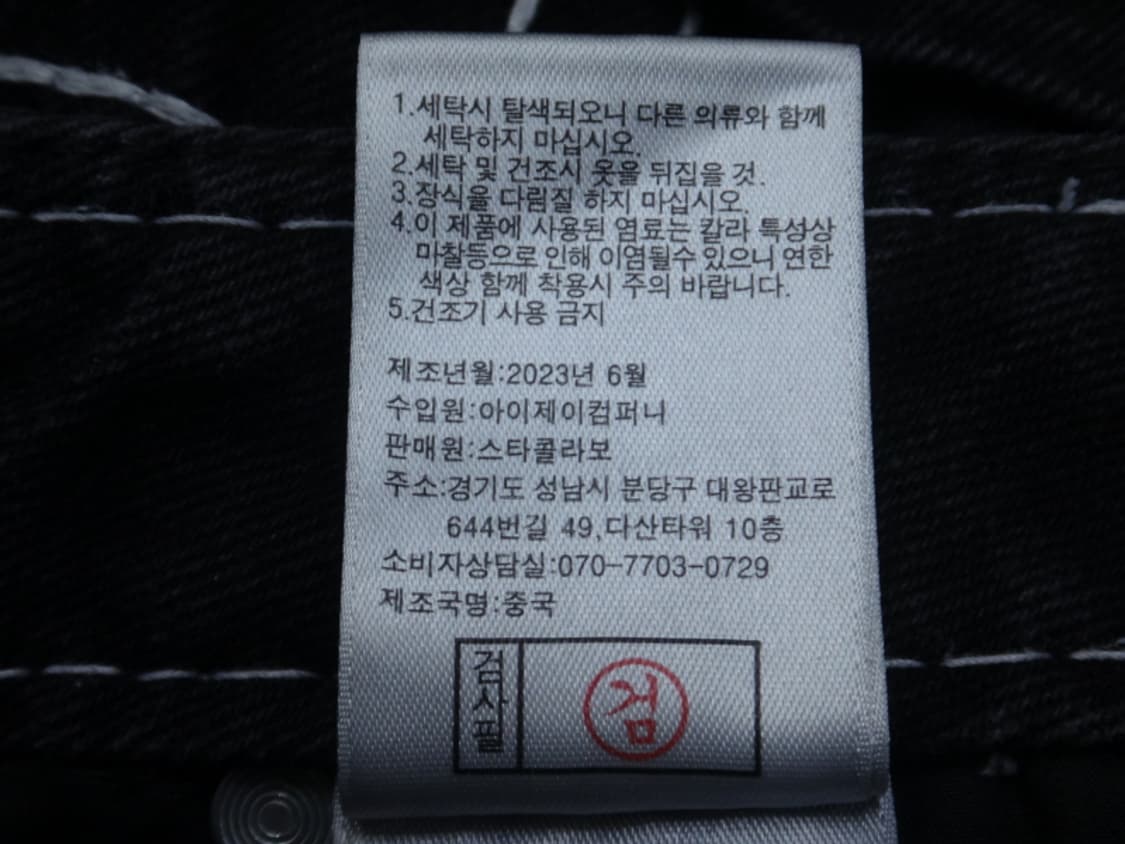 1.세탁시 탈색되오니 다른 의류와 함께
세탁하지 마십시오.
2.세탁 및 건조시 옷을 뒤집을 것.
3.장식을 다림질 하지 마십시오.
4.이 제품에 사용된 염료는 칼라 특성상
마찰등으로 인해 이염될수 있으니 연한
색상 함께 착용시 주의 바랍니다.
5.건조기 사용 금지
제조년월:2023년 6월
수입원:아이제이컴퍼니
판매원:스타콜라보
주소:경기도 성남시 분당구 대왕판교로
644번길 49,다산타워 10층
소비자상담실:070-7703-0729
제조국명:중국
검사필
검